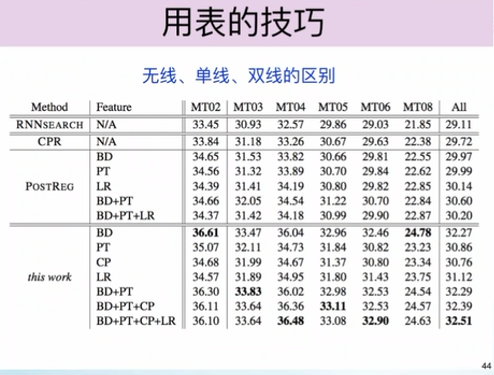 用表的技巧
无线、单线、双线的区别
Method Feature MT02 MT03 MT04 MT05 MT06 MT08 All
RNNSEARCH N/A 33.45 30.93 32.57 29.86 29.03 21.85 29.11
CPR N/A 33.84 31.18 33.26 30.67 29.63 22.38 29.72
BD 34.65 31.53 33.82 30.66 29.81 22.55 29.97
PT 34.56 31.32 33.89 30.70 29.84 22.62 29.99
POSTREG LR 34.39 31.41 34.19 30.80 29.82 22.85 30.14
BD+PT 34.66 32.05 34.54 31.22 30.70 22.84 30.60
BD+PT+LR 34.37 31.42 34.18 30.99 29.90 22.87 30.20
BD 36.61 33.47 36.04 32.96 32.46 24.78 32.27
PT 35.07 32.11 34.73 31.84 30.82 23.23 30.86
CP 34.68 31.99 34.67 31.37 30.80 23.34 30.76
this work LR 34.57 31.89 34.95 31.80 31.43 23.75 31.12
BD+PT 36.30 33.83 36.02 32.98 32.53 24.54 32.29
BD+PT+CP 36.11 33.64 36.36 33.11 32.53 24.57 32.39
BD+PT+CP+LR 36.10 33.64 36.48 33.08 32.90 24.63 32.51
44